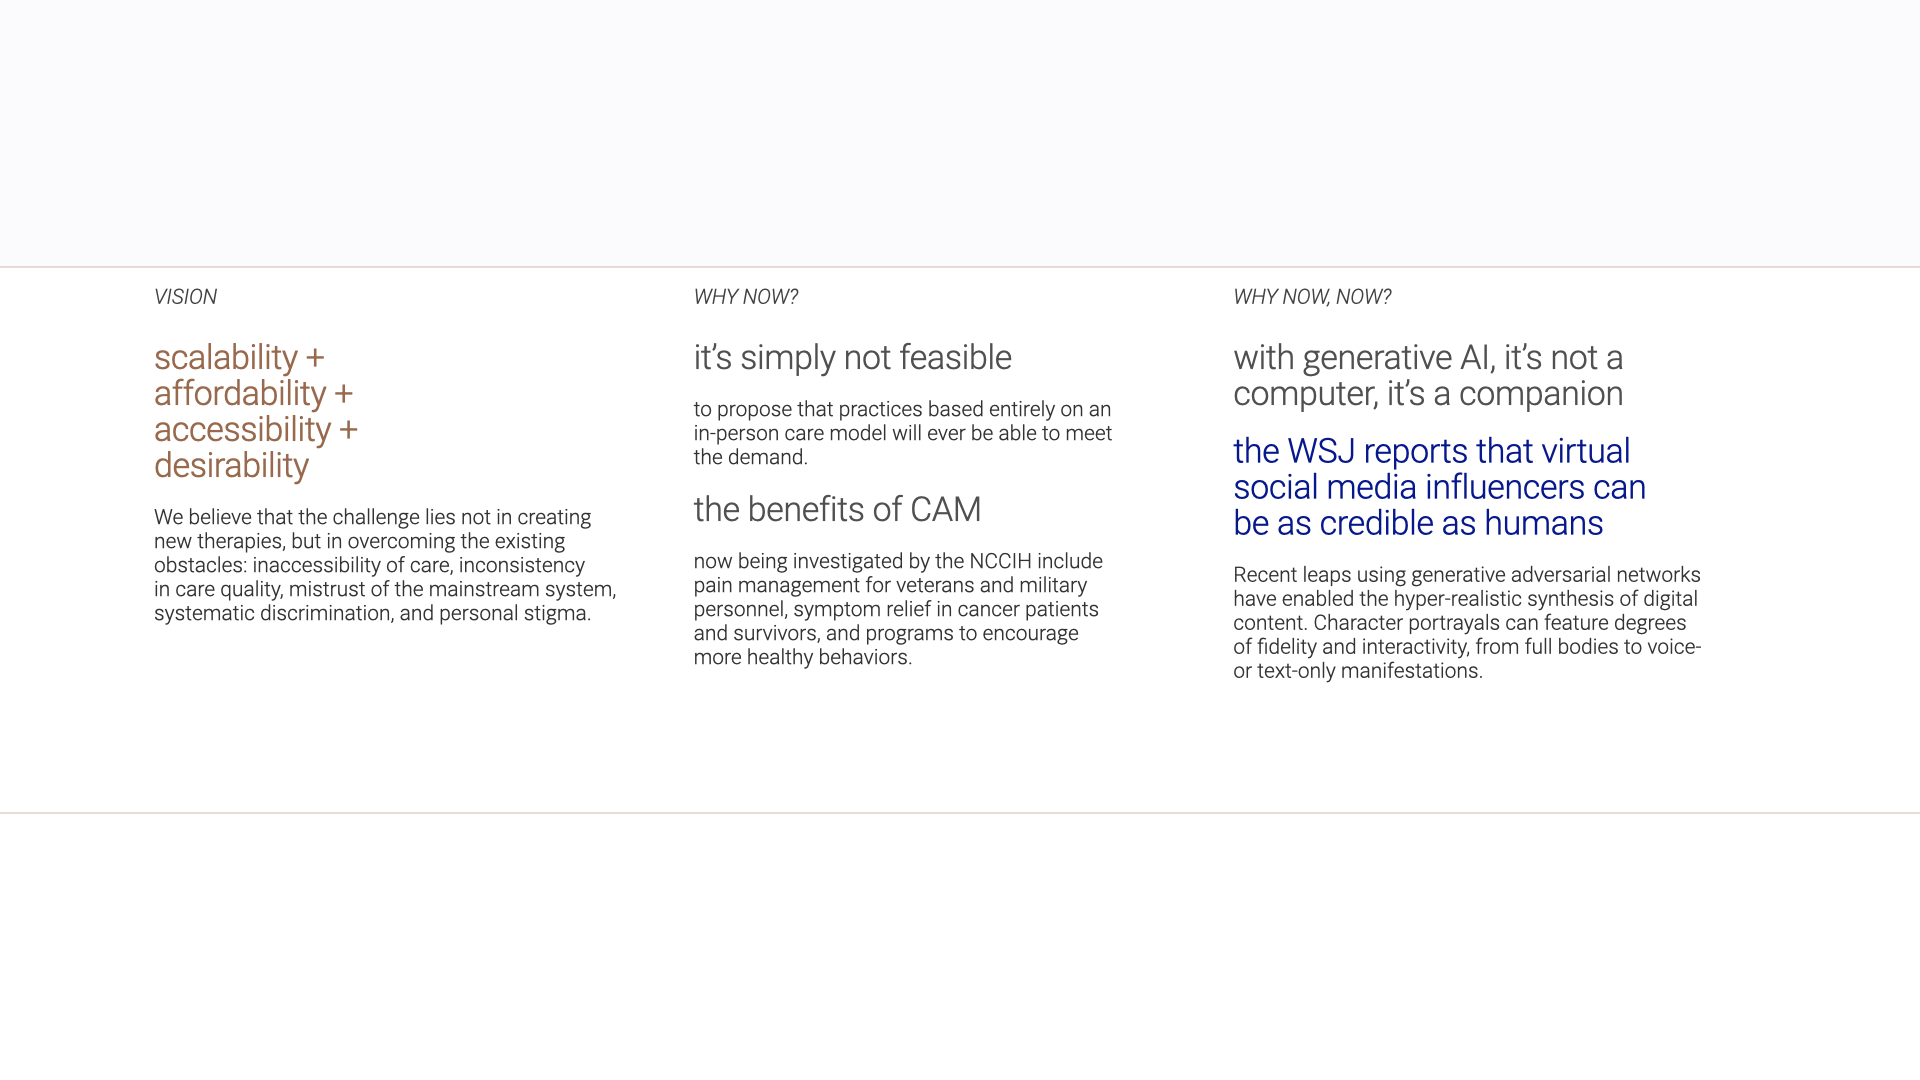 VISION
scalability +
affordability +
accessibility +
desirability
We believe that the challenge lies not in creating
new therapies, but in overcoming the existing
obstacles: inaccessibility of care, inconsistency
in care quality, mistrust of the mainstream system,
systematic discrimination, and personal stigma.
WHY NOW?
it’s simply not feasible
to propose that practices based entirely on an
in-person care model will ever be able to meet
the demand.
the benefits of CAM
now being investigated by the NCCIH include
pain management for veterans and military
personnel, symptom relief in cancer patients
and survivors, and programs to encourage
more healthy behaviors.
WHY NOW, NOW?
with generative AI, it’s not a
computer, it’s a companion
the WSJ reports that virtual
social media influencers can
be as credible as humans
Recent leaps using generative adversarial networks
have enabled the hyper-realistic synthesis of digital
content. Character portrayals can feature degrees
of fidelity and interactivity, from full bodies to voice-
or text-only manifestations.